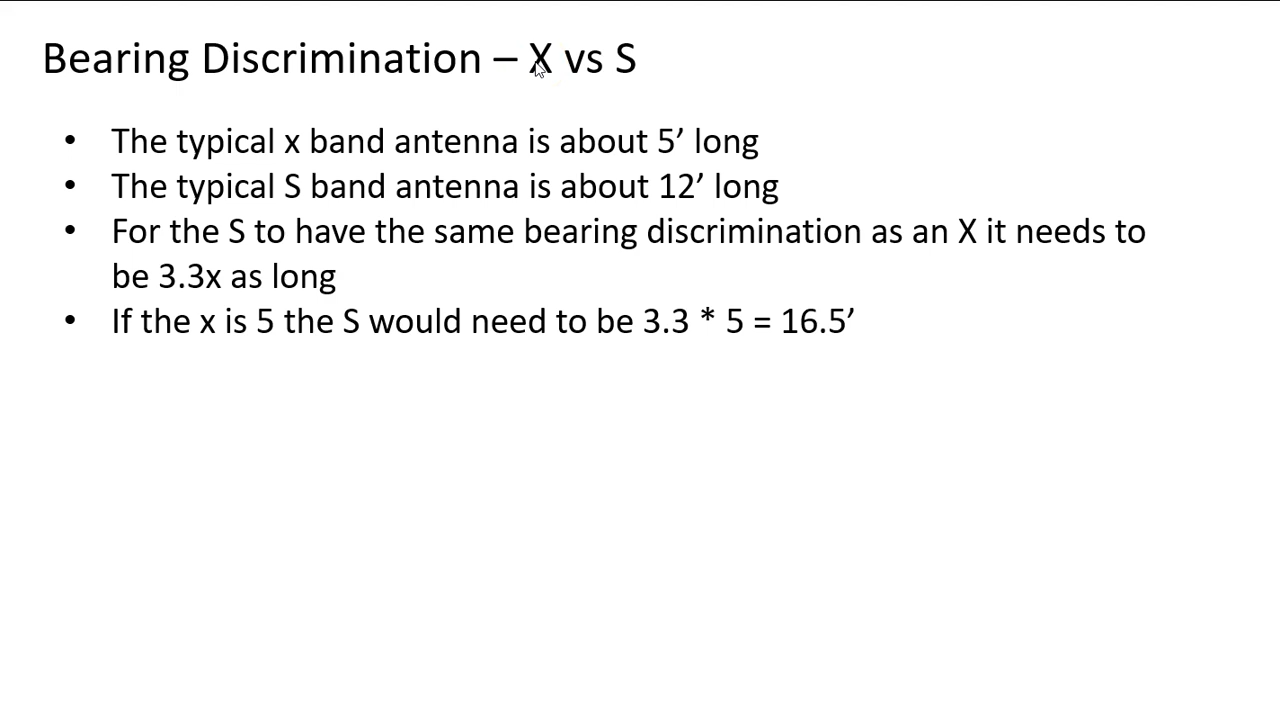 Bearing Discrimination – X vs S
• The typical x band antenna is about 5’ long
• The typical S band antenna is about 12’ long
• For the S to have the same bearing discrimination as an X it needs to
be 3.3x as long
• If the x is 5 the S would need to be 3.3 * 5 = 16.5’